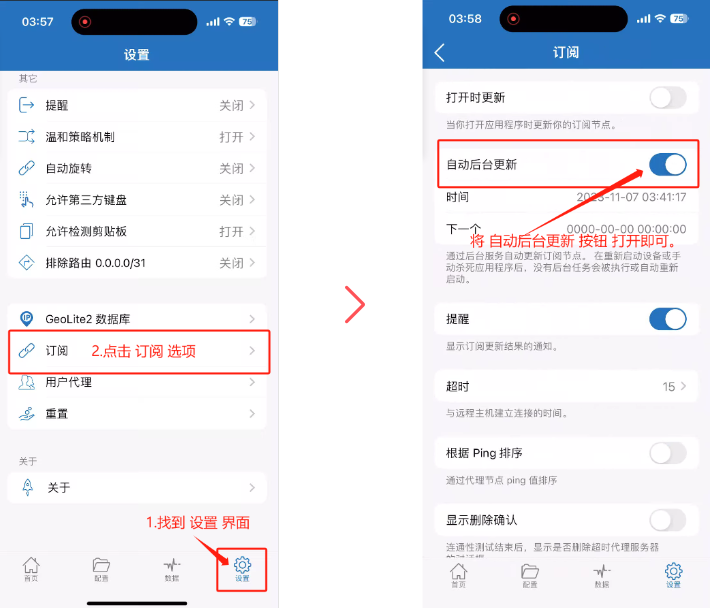 03:57
75
设置
其它
提醒 关闭
温和策略机制 打开
自动旋转 关闭
允许第三方键盘 关闭
允许检测剪贴板 打开
排除路由 0.0.0.0/31 关闭
GeoLite2 数据库
订阅 2.点击 订阅 选项
用户代理
重置
关于
关于
1.找到 设置 界面
首页 配置 数据 设置
03:58
75
订阅
打开时更新
当你打开应用程序时更新你的订阅节点。
自动后台更新
时间 2023-11-07 03:41:17
下一个 0000-00-00 00:00:00
将 自动后台更新 按钮 打开即可。
通过后台服务自动更新订阅节点。 在重新启动设备或手
动杀死应用程序后，没有后台任务会被执行或自动重新
启动。
提醒
显示订阅更新结果的通知。
超时 15
与远程主机建立连接的时间。
根据 Ping 排序
通过代理节点 ping 值排序
显示删除确认
连通性测试结束后，显示是否删除超时代理服务器
首页 配置 数据 设置